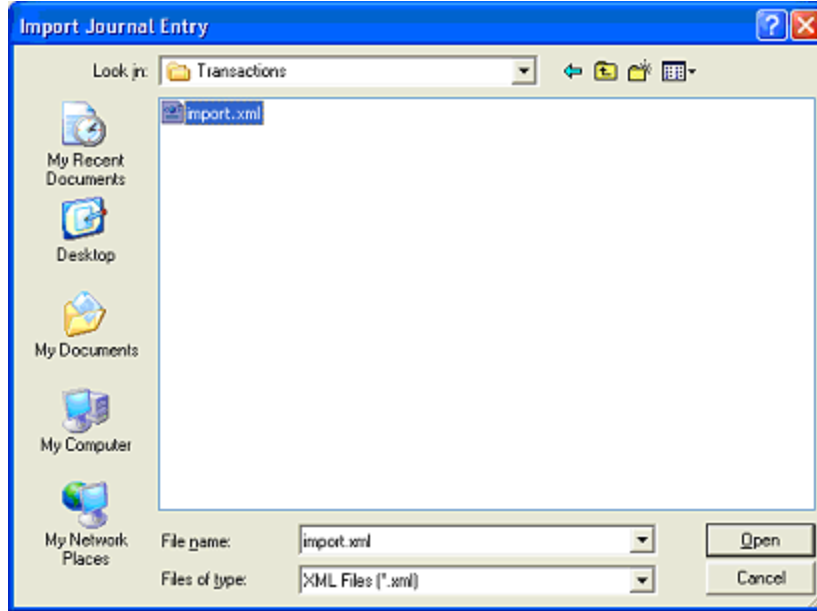 Import Journal Entry
Look in: Transactions
import.xml
My Recent
Documents
Desktop
My Documents
My Computer
My Network
Places
File name: import.xml Open
Files of type: XML Files (*.xml) Cancel